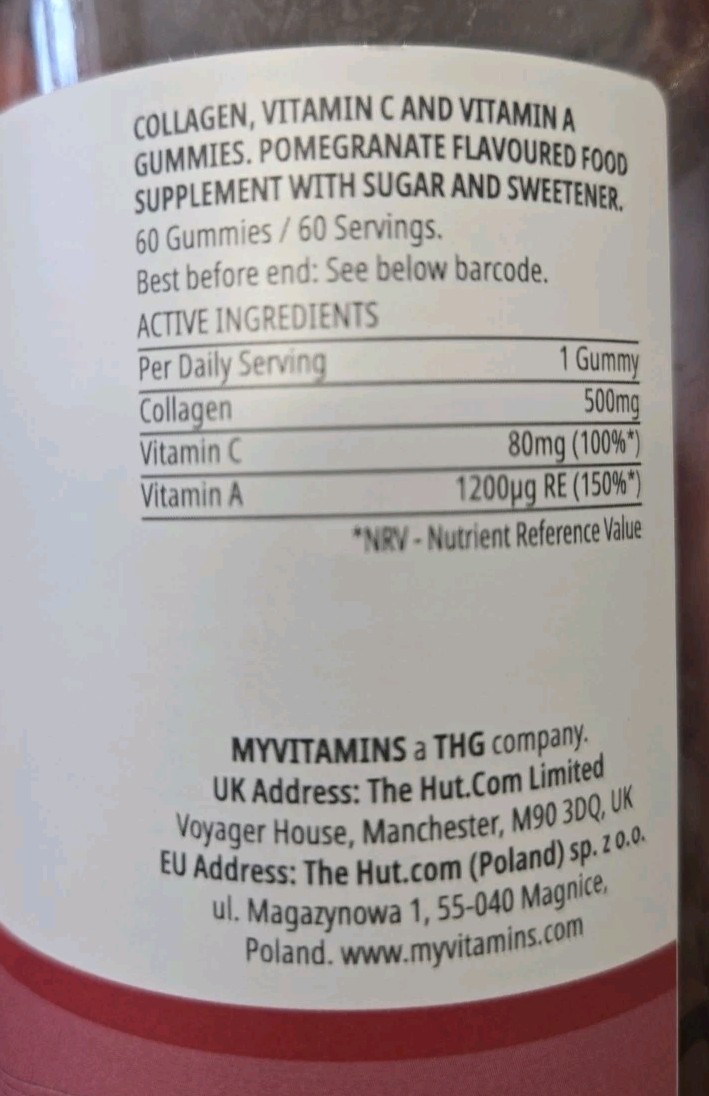 COLLAGEN, VITAMIN C AND VITAMIN A
GUMMIES. POMEGRANATE FLAVOURED FOOD
SUPPLEMENT WITH SUGAR AND SWEETENER.
60 Gummies / 60 Servings.
Best before end: See below barcode.
ACTIVE INGREDIENTS
Per Daily Serving 1 Gummy
Collagen 500mg
Vitamin C 80mg (100%*)
Vitamin A 1200µg RE (150%*)
*NRV - Nutrient Reference Value
MYVITAMINS a THG company.
UK Address: The Hut.Com Limited
Voyager House, Manchester, M90 3DQ, UK
EU Address: The Hut.com (Poland) sp. z o.o.
ul. Magazynowa 1, 55-040 Magnice,
Poland. www.myvitamins.com